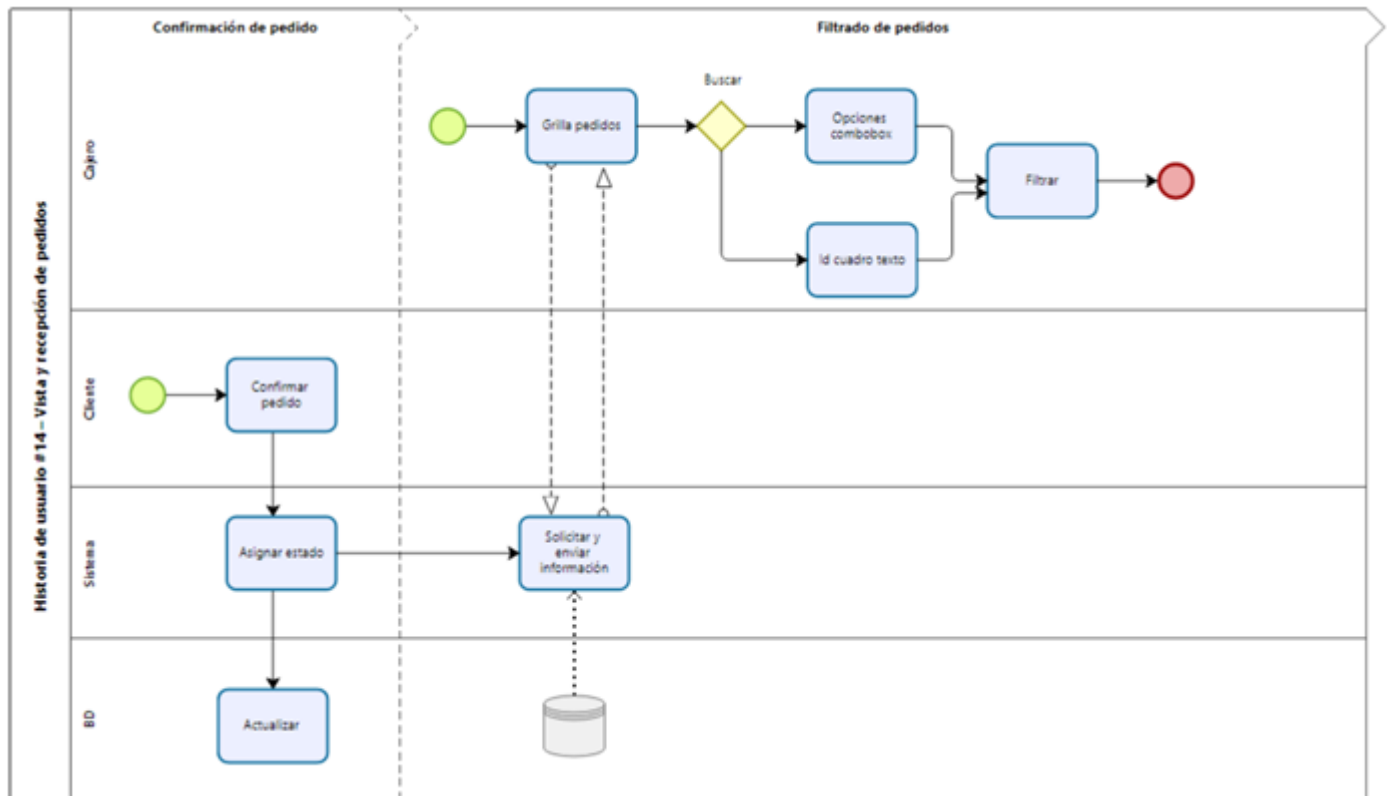 Confirmación de pedido
Filtrado de pedidos
Historia de usuario #14 – Vista y recepción de pedidos
Cajero
Buscar
Grilla pedidos
Opciones
combobox
Filtrar
Id cuadro texto
Cliente
Confirmar
pedido
Sistema
Asignar estado
Solicitar y
enviar
información
BD
Actualizar